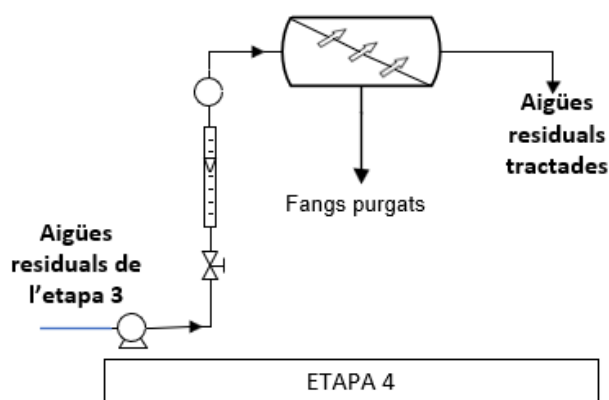 Aigües
residuals
tractades
Fangs purgats
Aigües
residuals de
l'etapa 3
ETAPA 4